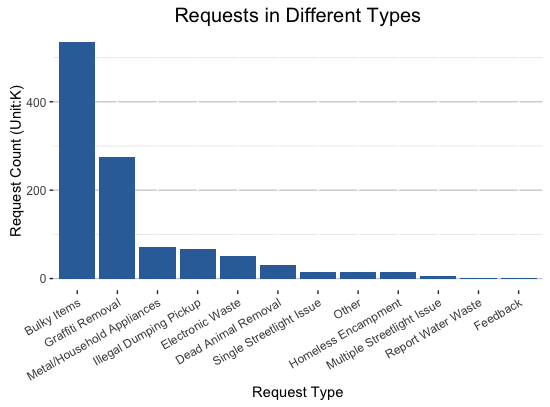 Requests in Different Types
Request Count (Unit:K)
400
200
0
Bulky Items
Graffiti Removal
Metal/Household Appliances
Illegal Dumping Pickup
Electronic Waste
Dead Animal Removal
Single Streetlight Issue
Other
Homeless Encampment
Multiple Streetlight Issue
Report Water Waste
Feedback
Request Type